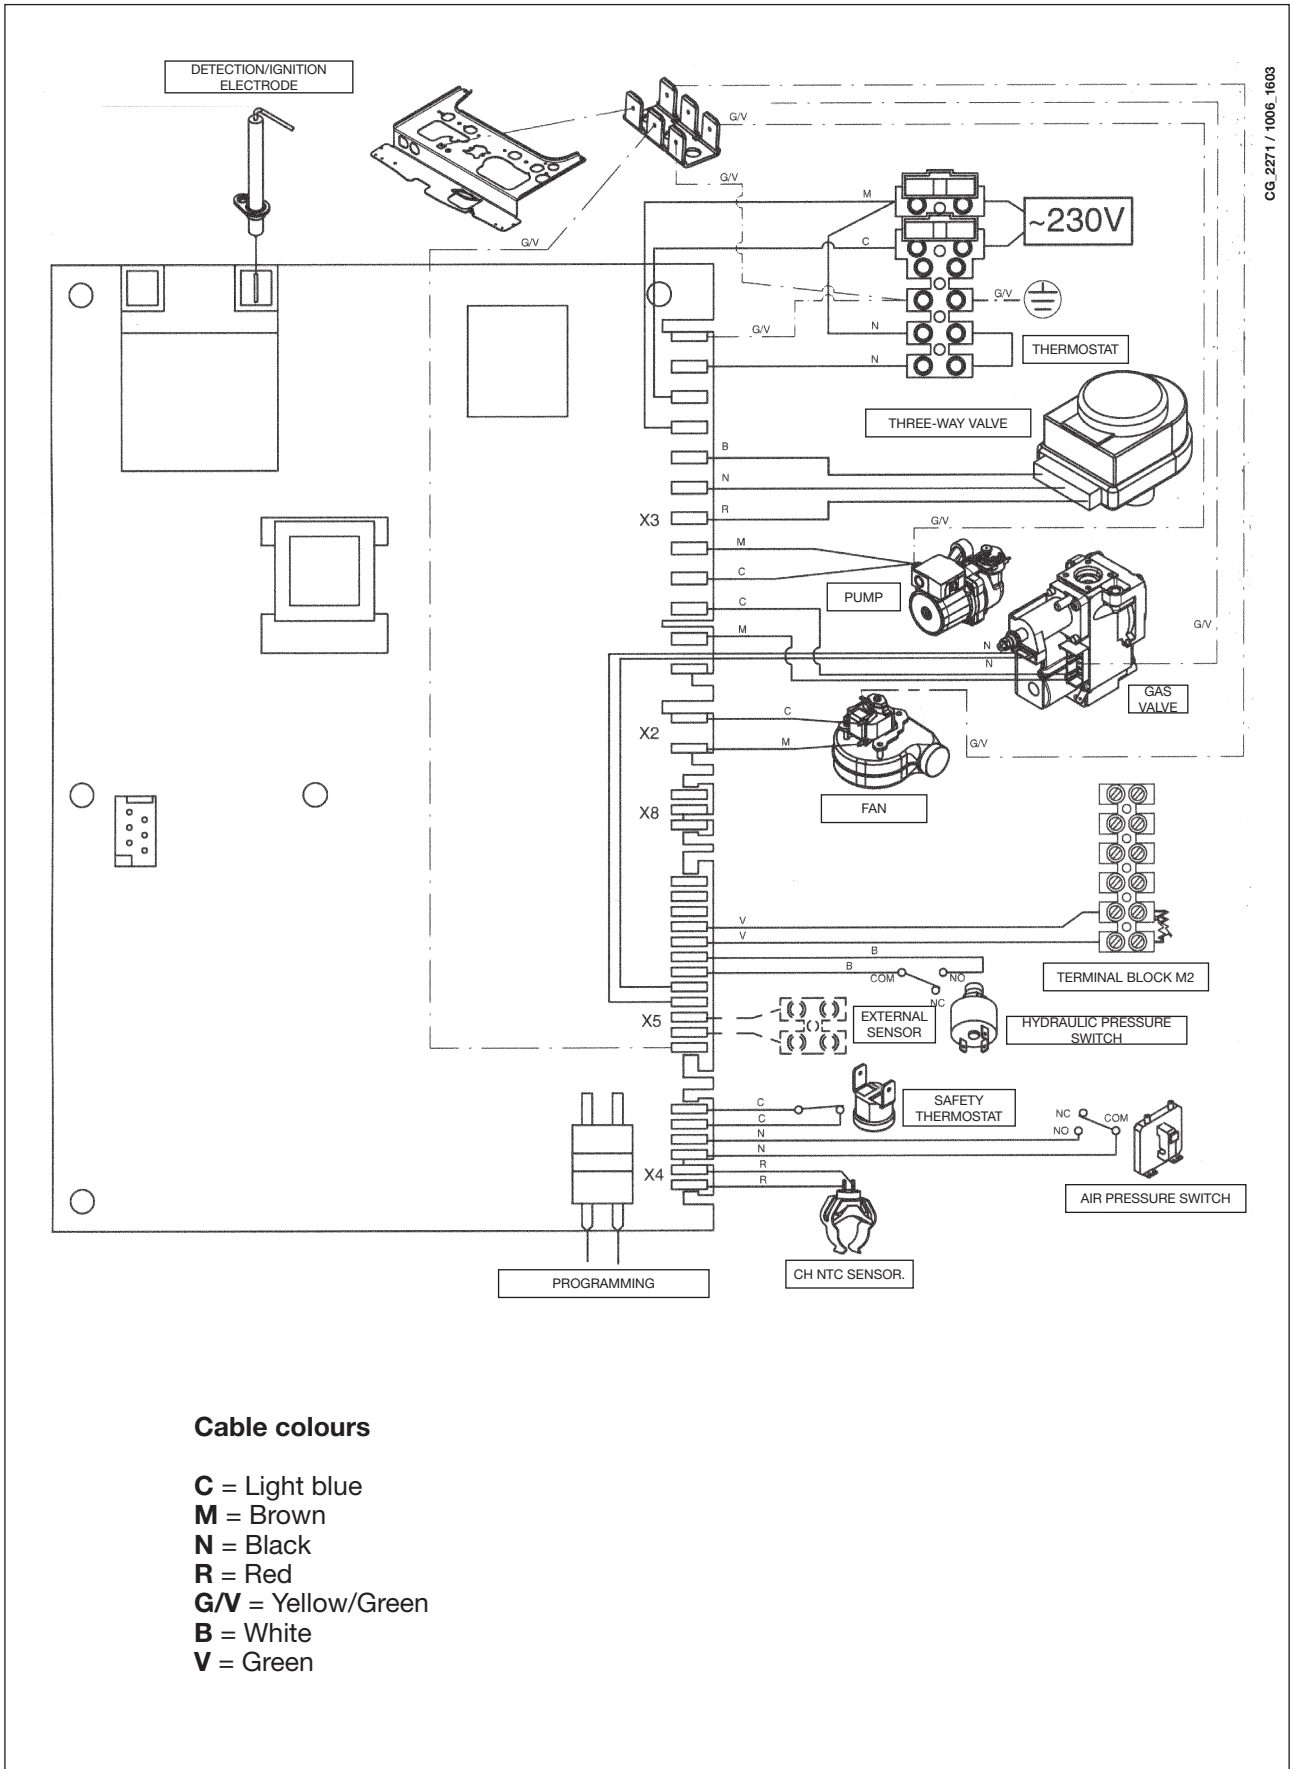 DETECTION/IGNITION
ELECTRODE
CG_2271 / 1006_1603
G/V
G/V
M
~230V
G/V
C
G/V
G/V
N
THERMOSTAT
N
THREE-WAY VALVE
B
N
R
X3
G/V
M
C
PUMP
C
M
G/V
N
N
GAS
VALVE
C
X2
M
G/V
FAN
X8
V
V
B
B
COM
NO
NC
TERMINAL BLOCK M2
X5
EXTERNAL
SENSOR
HYDRAULIC PRESSURE
SWITCH
C
C
SAFETY
THERMOSTAT
NC
COM
NO
N
N
R
X4
R
AIR PRESSURE SWITCH
CH NTC SENSOR.
PROGRAMMING
Cable colours
C = Light blue
M = Brown
N = Black
R = Red
G/V = Yellow/Green
B = White
V = Green